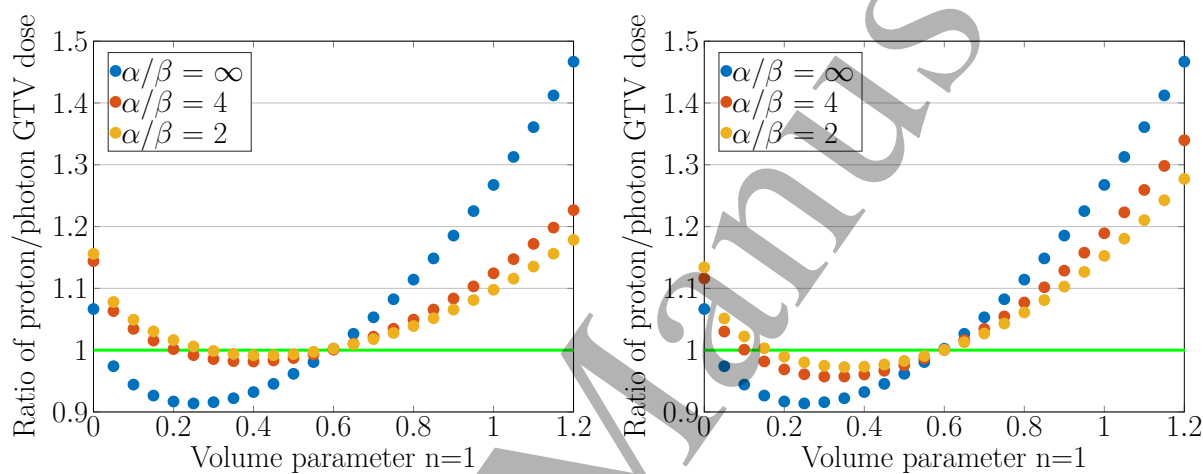 Ratio of proton/photon GTV dose
1.5
1.4
1.3
1.2
1.1
1
0.9
α/β = ∞
α/β = 4
α/β = 2
0 0.2 0.4 0.6 0.8 1 1.2
Volume parameter n=1
Ratio of proton/photon GTV dose
1.5
1.4
1.3
1.2
1.1
1
0.9
α/β = ∞
α/β = 4
α/β = 2
0 0.2 0.4 0.6 0.8 1 1.2
Volume parameter n=1
Manus